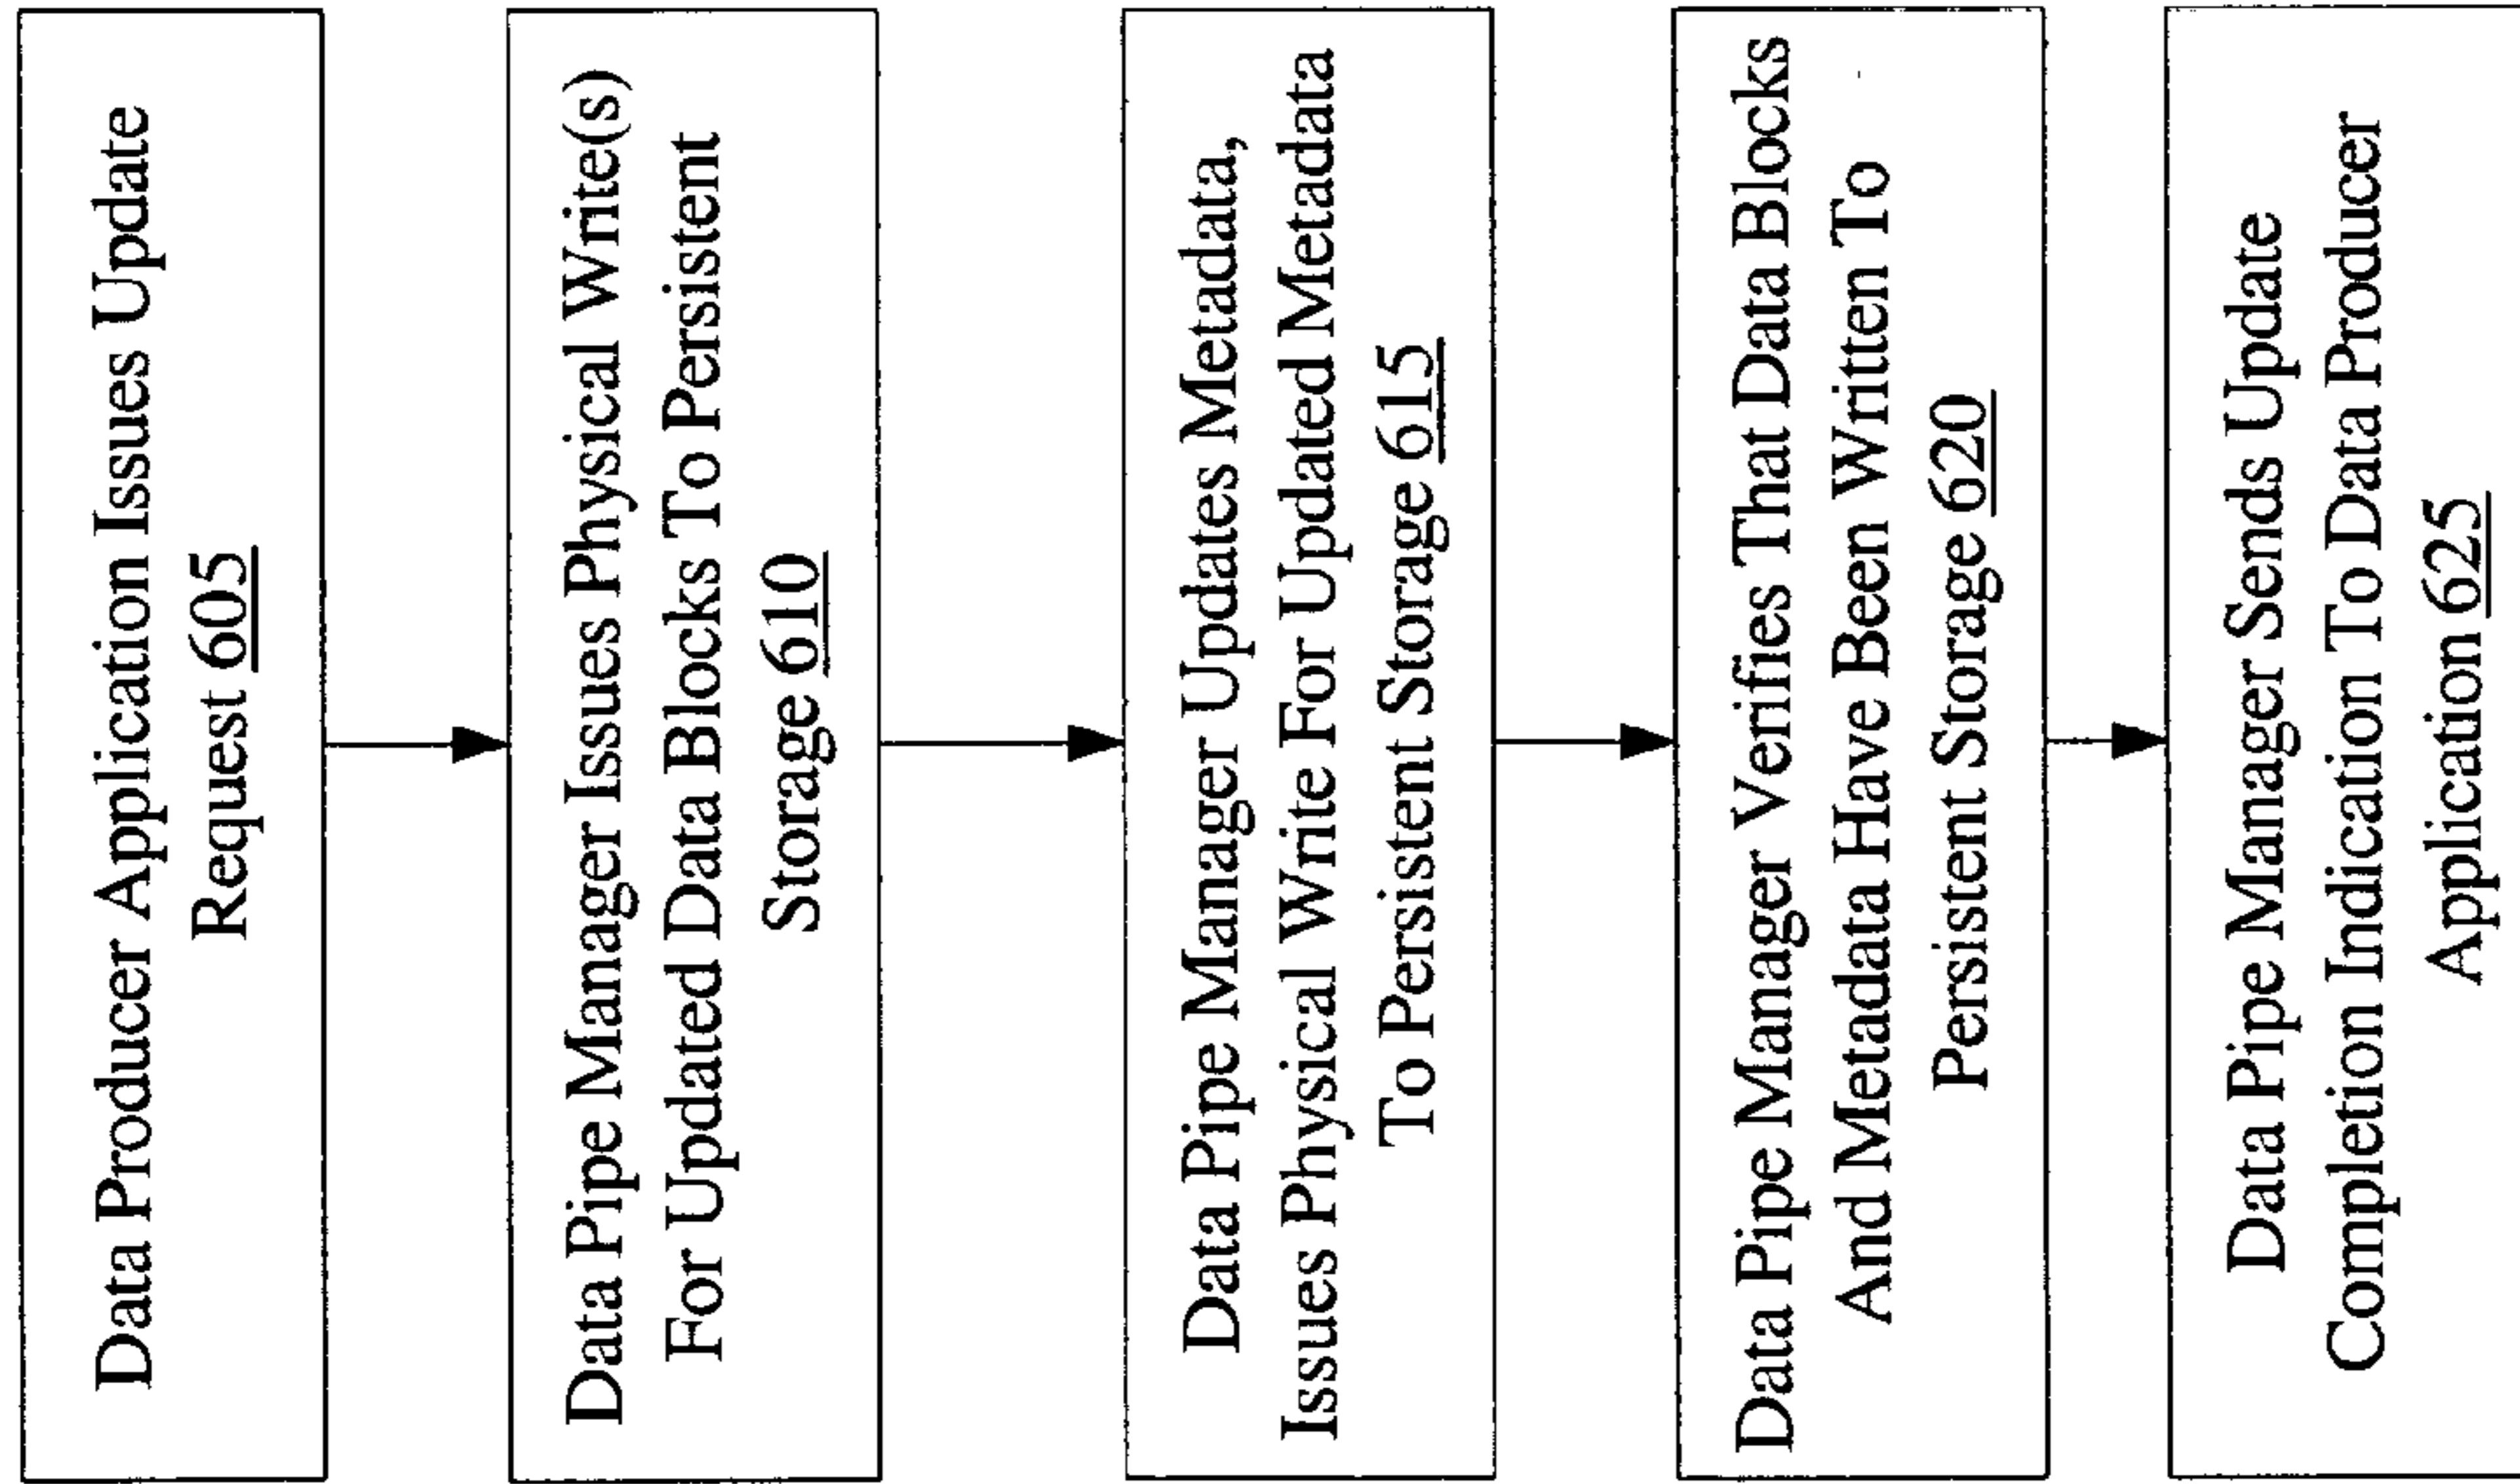 Data Producer Application Issues Update
Request 605
Data Pipe Manager Issues Physical Write(s)
For Updated Data Blocks To Persistent
Storage 610
Data Pipe Manager Updates Metadata,
Issues Physical Write For Updated Metadata
To Persistent Storage 615
Data Pipe Manager Verifies That Data Blocks
And Metadata Have Been Written To
Persistent Storage 620
Data Pipe Manager Sends Update
Completion Indication To Data Producer
Application 625